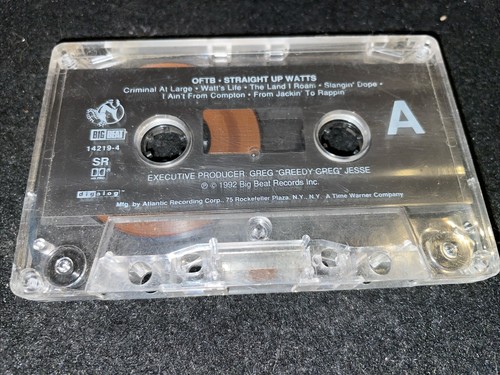 OFTB • STRAIGHT UP WATTS
Criminal At Large • Watt's Life • The Land I Roam • Slangin' Dope •
I Ain't From Compton • From Jackin' To Rappin
A
BIG BEAT
14219-4
SR
EXECUTIVE PRODUCER: GREG "GREEDY GREG" JESSE
℗ © 1992 Big Beat Records Inc.
digalog
Mfg. by Atlantic Recording Corp., 75 Rockefeller Plaza, N.Y., N.Y. A Time Warner Company